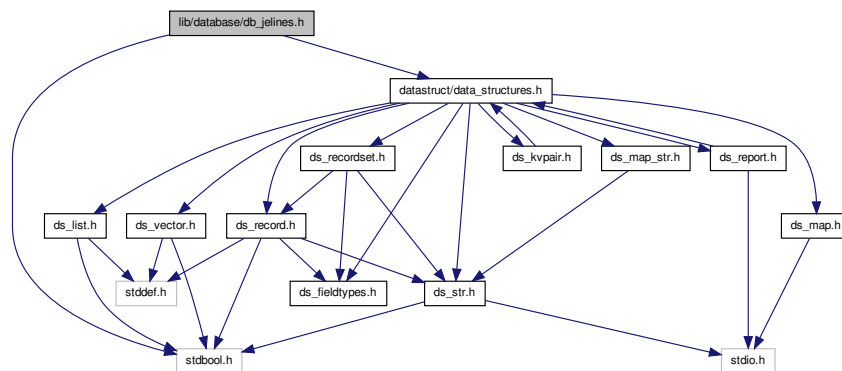 lib/database/db_jelines.h
datastruct/data_structures.h
ds_recordset.h
ds_kvpair.h
ds_map_str.h
ds_report.h
ds_list.h
ds_vector.h
ds_record.h
ds_map.h
stddef.h
ds_fieldtypes.h
ds_str.h
stdbool.h
stdio.h